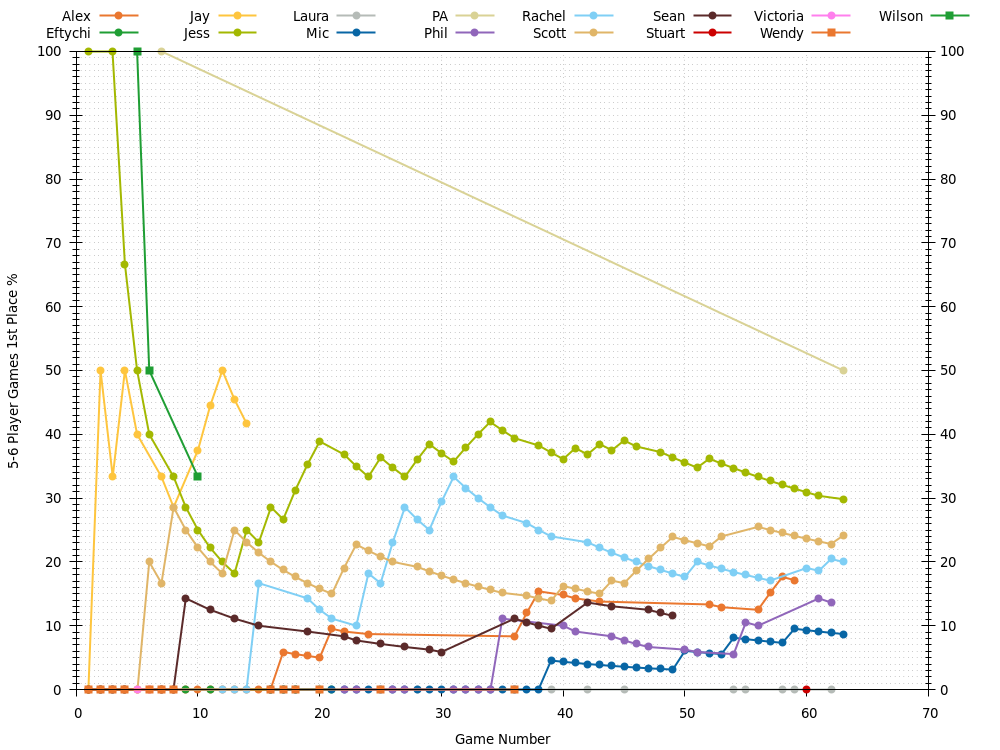 Alex Jay Laura PA Rachel Sean Victoria Wilson
Eftychi Jess Mic Phil Scott Stuart Wendy
100 100
90 90
80 80
70 70
60 60
50 50
40 40
30 30
20 20
10 10
0 0
0 10 20 30 40 50 60 70
5-6 Player Games 1st Place %
Game Number